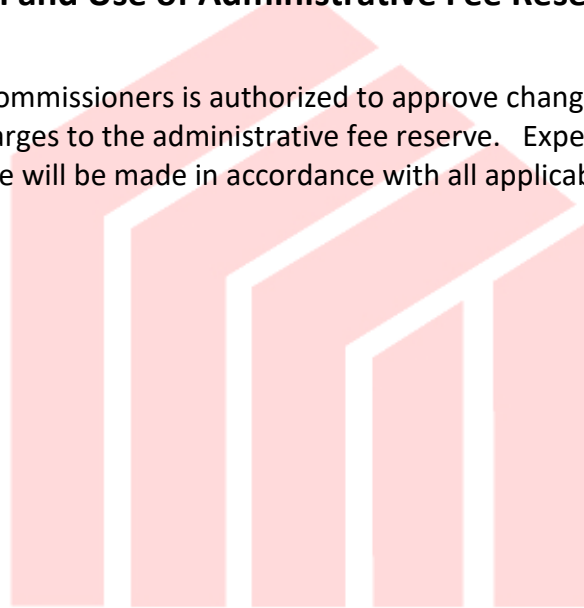 and Use of Administrative Fee
ommissioners is authorized to approve chang
arges to the administrative fee reserve. Expe
e will be made in accordance with all applicab